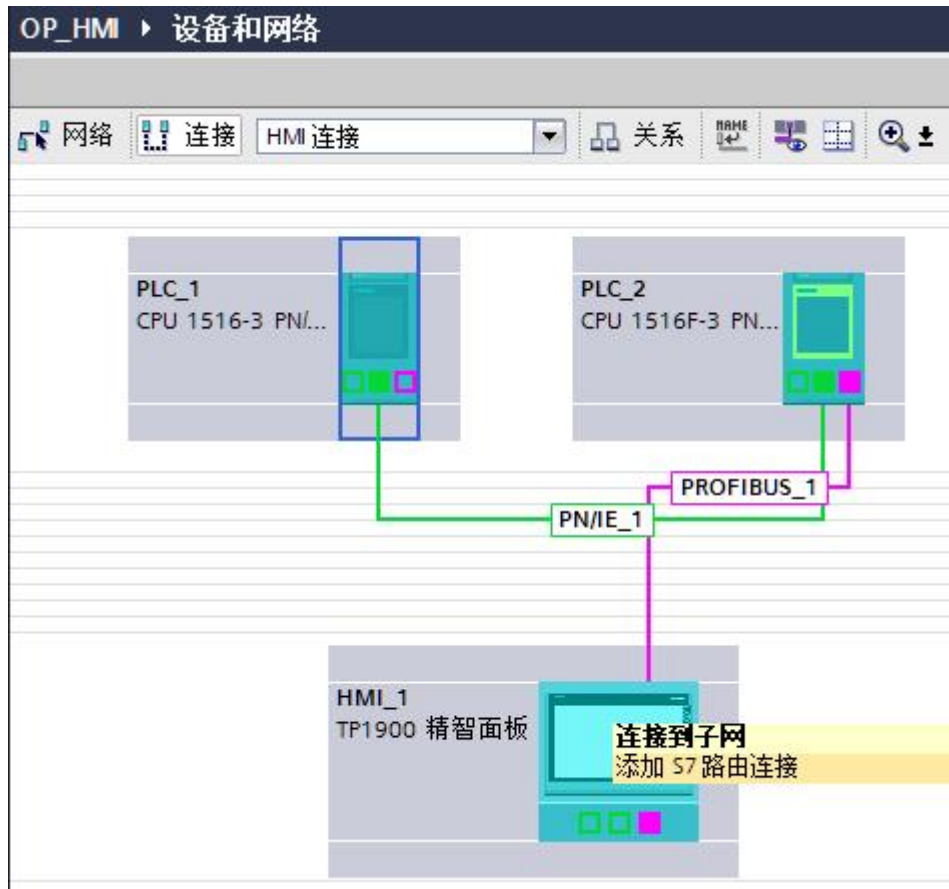 OP_HMI ▸ 设备和网络
网络 连接 HMI 连接 关系
PLC_1
CPU 1516-3 PN/...
PLC_2
CPU 1516F-3 PN...
PROFIBUS_1
PN/IE_1
HMI_1
TP1900 精智面板
连接到子网
添加 S7 路由连接